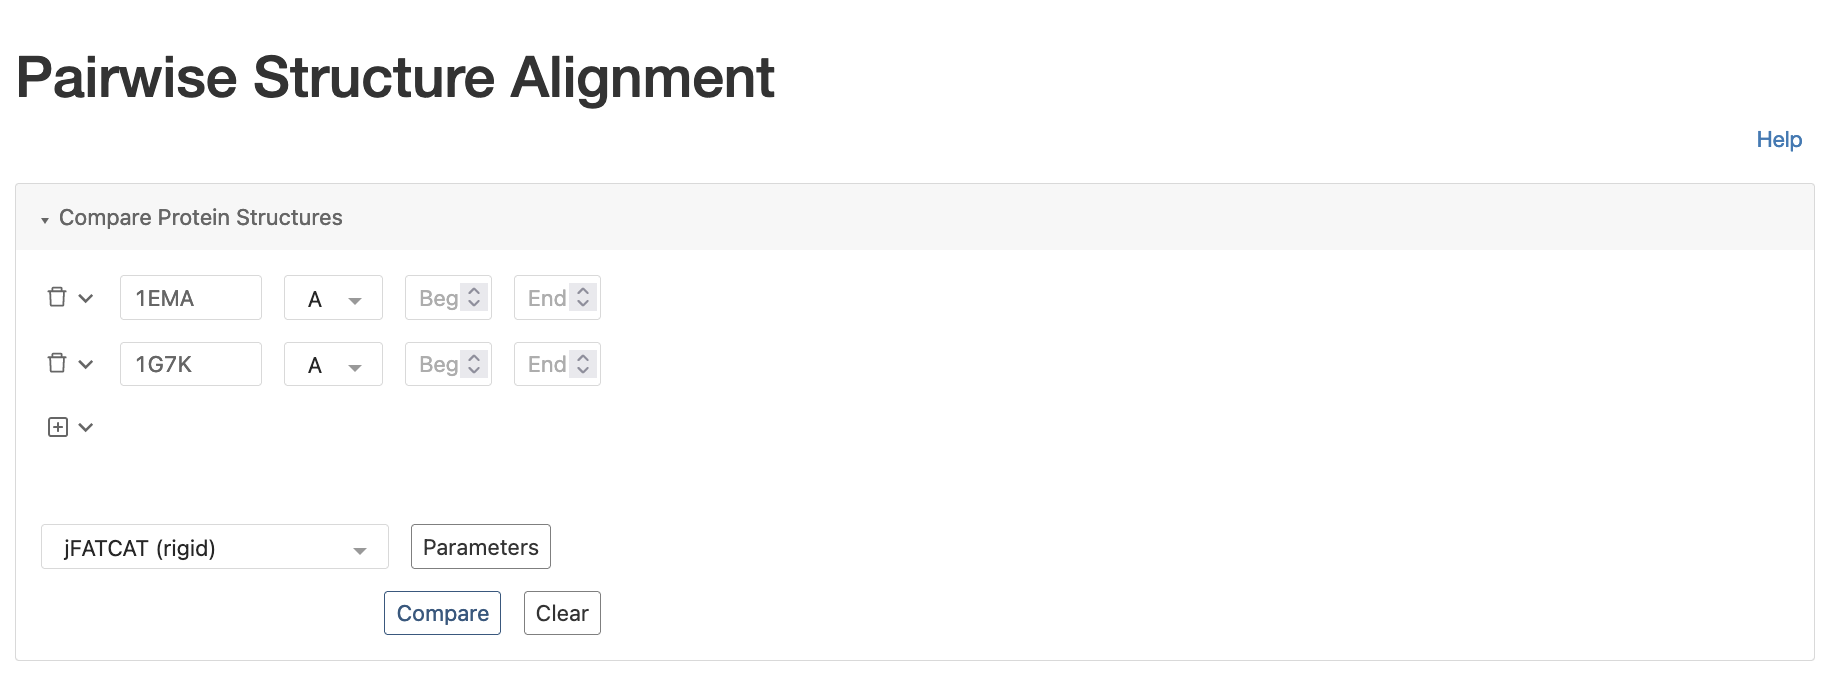 Pairwise Structure Alignment
Help
Compare Protein Structures
1EMA A Beg End
1G7K A Beg End
jFATCAT (rigid) Parameters
Compare Clear